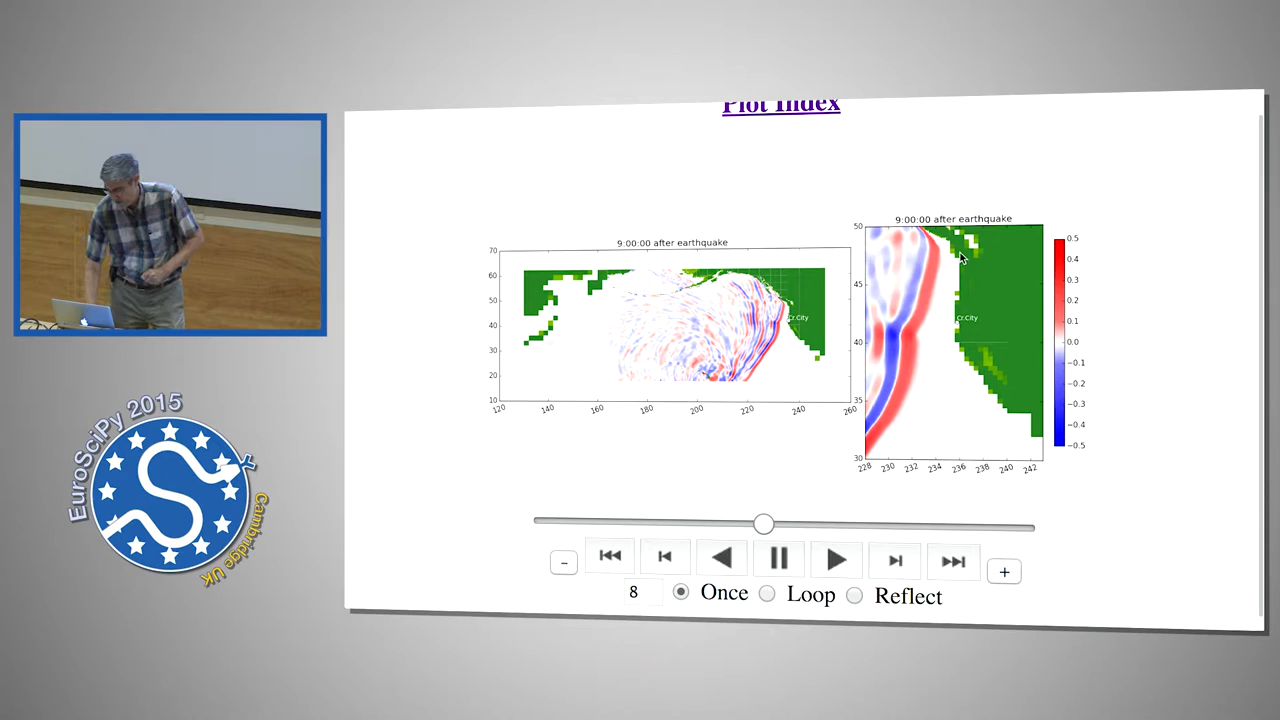 Plot Index
9:00:00 after earthquake
70
60
50
40
30
20
10
120 140 160 180 200 220 240 260
Cr.City
9:00:00 after earthquake
50
45
40
35
30
228 230 232 234 236 238 240 242
Cr.City
0.5
0.4
0.3
0.2
0.1
0.0
−0.1
−0.2
−0.3
−0.4
−0.5
- +
8 Once Loop Reflect
EuroSciPy 2015
Cambridge UK